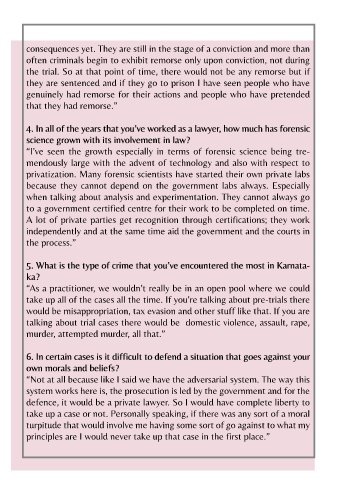 consequences yet. They are still in the stage of a conviction and more than
often criminals begin to exhibit remorse only upon conviction, not during
the trial. So at that point of time, there would not be any remorse but if
they are sentenced and if they go to prison I have seen people who have
genuinely had remorse for their actions and people who have pretended
that they had remorse.”
4. In all of the years that you’ve worked as a lawyer, how much has forensic
science grown with its involvement in law?
“I’ve seen the growth especially in terms of forensic science being tre-
mendously large with the advent of technology and also with respect to
privatization. Many forensic scientists have started their own private labs
because they cannot depend on the government labs always. Especially
when talking about analysis and experimentation. They cannot always go
to a government certified centre for their work to be completed on time.
A lot of private parties get recognition through certifications; they work
independently and at the same time aid the government and the courts in
the process.”
5. What is the type of crime that you’ve encountered the most in Karnata-
ka?
“As a practitioner, we wouldn’t really be in an open pool where we could
take up all of the cases all the time. If you’re talking about pre-trials there
would be misappropriation, tax evasion and other stuff like that. If you are
talking about trial cases there would be domestic violence, assault, rape,
murder, attempted murder, all that.”
6. In certain cases is it difficult to defend a situation that goes against your
own morals and beliefs?
“Not at all because like I said we have the adversarial system. The way this
system works here is, the prosecution is led by the government and for the
defence, it would be a private lawyer. So I would have complete liberty to
take up a case or not. Personally speaking, if there was any sort of a moral
turpitude that would involve me having some sort of go against to what my
principles are I would never take up that case in the first place.”